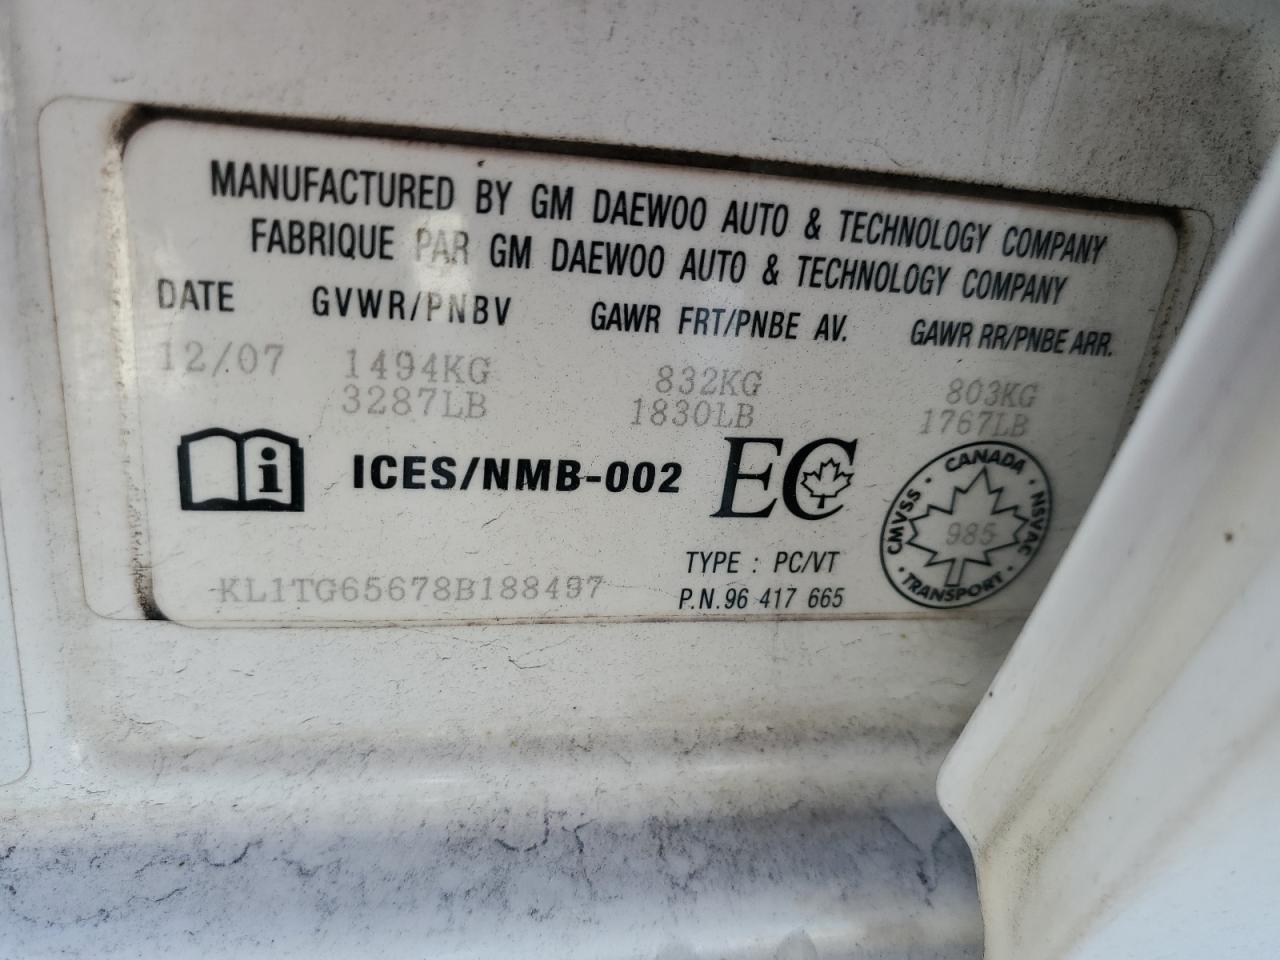 MANUFACTURED BY GM DAEWOO AUTO & TECHNOLOGY COMPANY
FABRIQUE PAR GM DAEWOO AUTO & TECHNOLOGY COMPANY
DATE GVWR/PNBV GAWR FRT/PNBE AV. GAWR RR/PNBE ARR.
12/07 1494KG 832KG 803KG
3287LB 1830LB 1767LB
i ICES/NMB-002 EC
CANADA
CMVSS · NSVAC
985
TRANSPORT
TYPE : PC/VT
KL1TG65678B188497 P.N.96 417 665